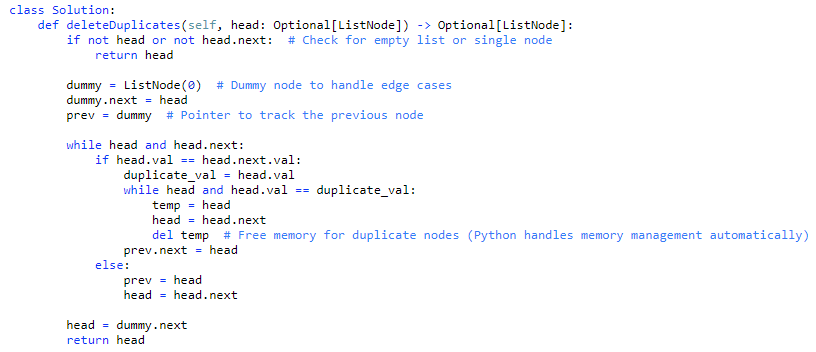 class Solution:
    def deleteDuplicates(self, head: Optional[ListNode]) -> Optional[ListNode]:
        if not head or not head.next:  # Check for empty list or single node
            return head

        dummy = ListNode(0)  # Dummy node to handle edge cases
        dummy.next = head
        prev = dummy  # Pointer to track the previous node

        while head and head.next:
            if head.val == head.next.val:
                duplicate_val = head.val
                while head and head.val == duplicate_val:
                    temp = head
                    head = head.next
                    del temp  # Free memory for duplicate nodes (Python handles memory management automatically)
                prev.next = head
            else:
                prev = head
                head = head.next

        head = dummy.next
        return head